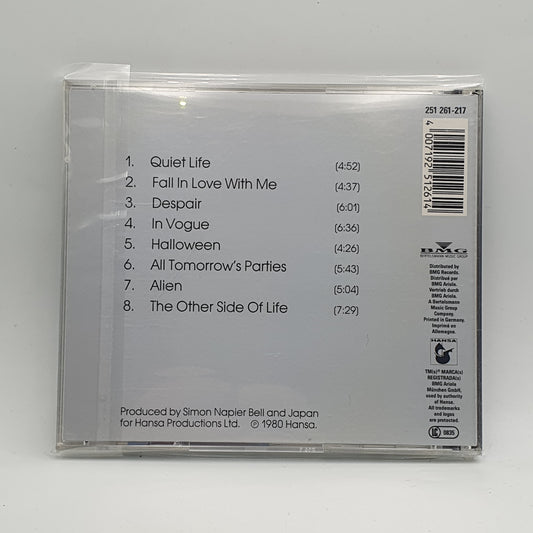 251 261-217
4 007192 512614
1. Quiet Life (4:52)
2. Fall In Love With Me (4:37)
3. Despair (6:01)
4. In Vogue (6:36)
5. Halloween (4:26)
6. All Tomorrow's Parties (5:43)
7. Alien (5:04)
8. The Other Side Of Life (7:29)
Produced by Simon Napier Bell and Japan
for Hansa Productions Ltd. ℗ 1980 Hansa.
BMG
BERTELSMANN MUSIC GROUP
Distributed by
BMG Records.
Distribué par
BMG Ariola.
Vertrieb durch
BMG Ariola.
A Bertelsmann
Music Group
Company.
Printed in Germany.
Imprimé en
Allemagne.
HANSA
TM(s)® MARCA(s)
REGISTRADA(s)
BMG Ariola
München GmbH,
used by authority
of Hansa.
All trademarks
and logos
are protected.
LC 0835